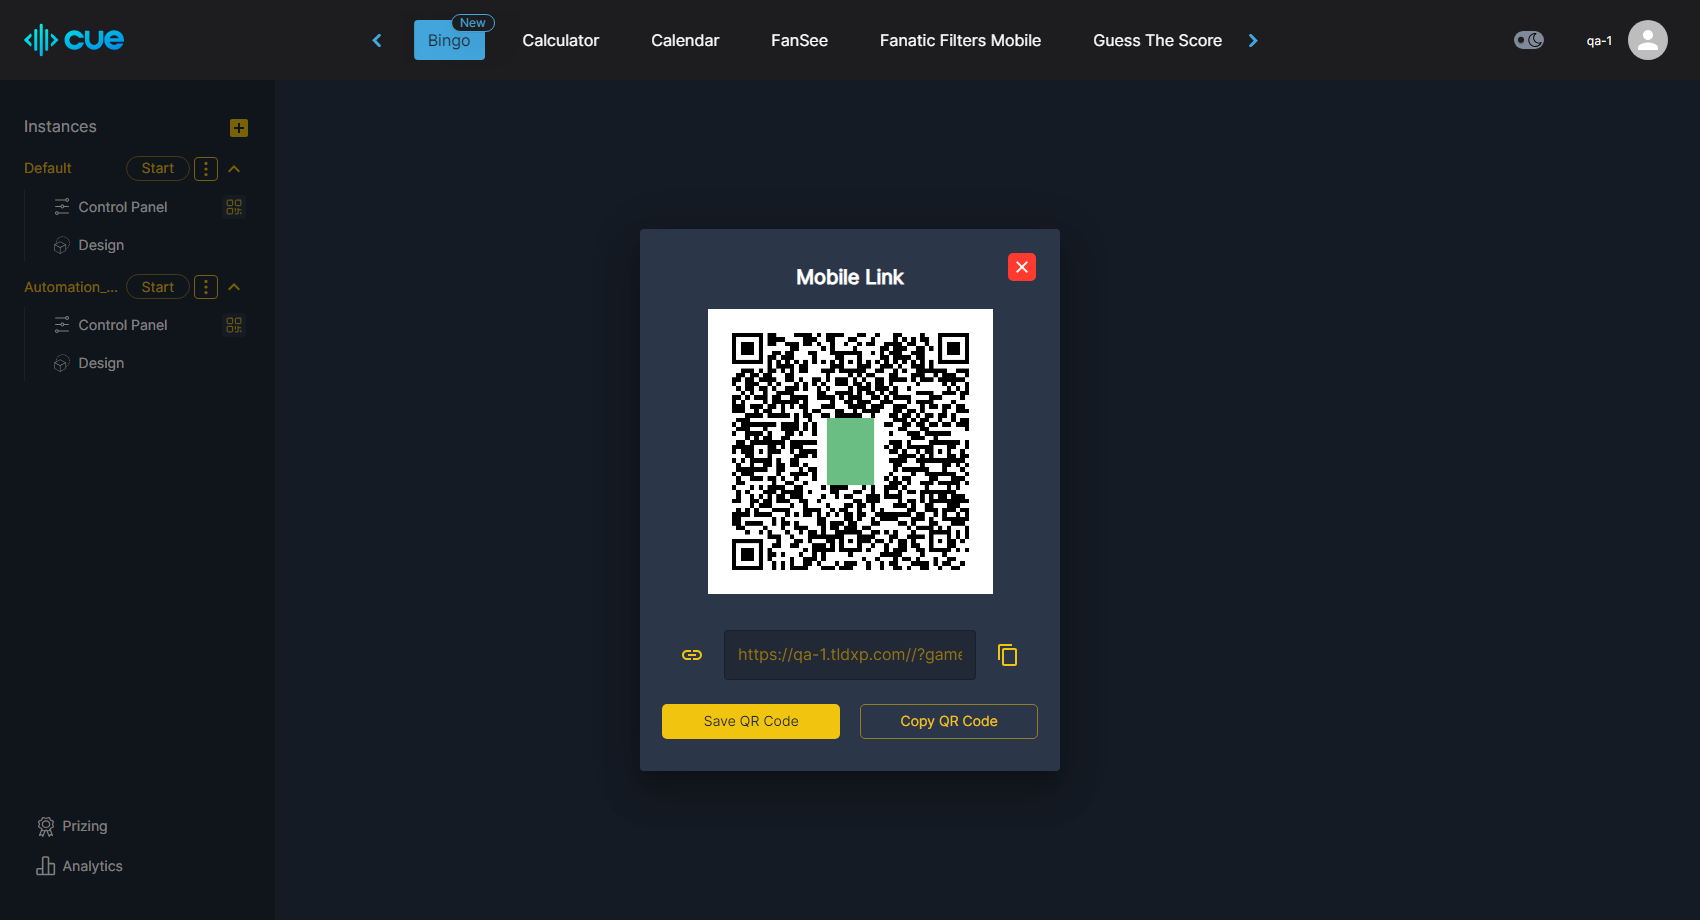 cue
Bingo
New
Calculator
Calendar
FanSee
Fanatic Filters Mobile
Guess The Score
qa-1
Instances
Default
Start
Control Panel
Design
Automation_...
Start
Control Panel
Design
Mobile Link
https://qa-1.tldxp.com//?game
Save QR Code
Copy QR Code
Prizing
Analytics